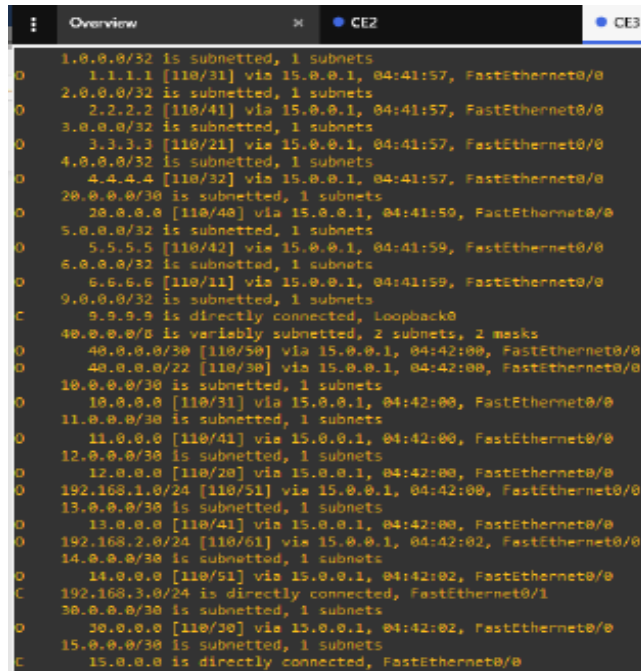 Overview × CE2 CE3
1.0.0.0/32 is subnetted, 1 subnets
O 1.1.1.1 [110/31] via 15.0.0.1, 04:41:57, FastEthernet0/0
2.0.0.0/32 is subnetted, 1 subnets
O 2.2.2.2 [110/41] via 15.0.0.1, 04:41:57, FastEthernet0/0
3.0.0.0/32 is subnetted, 1 subnets
O 3.3.3.3 [110/21] via 15.0.0.1, 04:41:57, FastEthernet0/0
4.0.0.0/32 is subnetted, 1 subnets
O 4.4.4.4 [110/32] via 15.0.0.1, 04:41:57, FastEthernet0/0
20.0.0.0/30 is subnetted, 1 subnets
O 20.0.0.0 [110/40] via 15.0.0.1, 04:41:59, FastEthernet0/0
5.0.0.0/32 is subnetted, 1 subnets
O 5.5.5.5 [110/42] via 15.0.0.1, 04:41:59, FastEthernet0/0
6.0.0.0/32 is subnetted, 1 subnets
O 6.6.6.6 [110/11] via 15.0.0.1, 04:41:59, FastEthernet0/0
9.0.0.0/32 is subnetted, 1 subnets
C 9.9.9.9 is directly connected, Loopback0
40.0.0.0/8 is variably subnetted, 2 subnets, 2 masks
O 40.0.0.0/30 [110/50] via 15.0.0.1, 04:42:00, FastEthernet0/0
O 40.0.0.0/22 [110/30] via 15.0.0.1, 04:42:00, FastEthernet0/0
10.0.0.0/30 is subnetted, 1 subnets
O 10.0.0.0 [110/31] via 15.0.0.1, 04:42:00, FastEthernet0/0
11.0.0.0/30 is subnetted, 1 subnets
O 11.0.0.0 [110/41] via 15.0.0.1, 04:42:00, FastEthernet0/0
12.0.0.0/30 is subnetted, 1 subnets
O 12.0.0.0 [110/20] via 15.0.0.1, 04:42:00, FastEthernet0/0
O 192.168.1.0/24 [110/51] via 15.0.0.1, 04:42:00, FastEthernet0/0
13.0.0.0/30 is subnetted, 1 subnets
O 13.0.0.0 [110/41] via 15.0.0.1, 04:42:00, FastEthernet0/0
O 192.168.2.0/24 [110/61] via 15.0.0.1, 04:42:02, FastEthernet0/0
14.0.0.0/30 is subnetted, 1 subnets
O 14.0.0.0 [110/51] via 15.0.0.1, 04:42:02, FastEthernet0/0
C 192.168.3.0/24 is directly connected, FastEthernet0/1
30.0.0.0/30 is subnetted, 1 subnets
O 30.0.0.0 [110/30] via 15.0.0.1, 04:42:02, FastEthernet0/0
15.0.0.0/30 is subnetted, 1 subnets
C 15.0.0.0 is directly connected, FastEthernet0/0